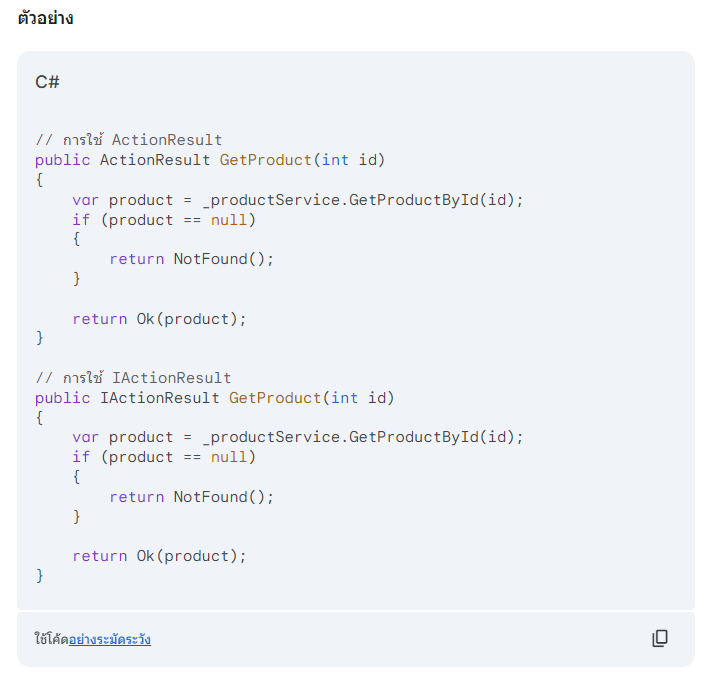 ตัวอย่าง
C#
// การใช้ ActionResult
public ActionResult GetProduct(int id)
{
    var product = _productService.GetProductById(id);
    if (product == null)
    {
        return NotFound();
    }

    return Ok(product);
}

// การใช้ IActionResult
public IActionResult GetProduct(int id)
{
    var product = _productService.GetProductById(id);
    if (product == null)
    {
        return NotFound();
    }

    return Ok(product);
}
ใช้โค้ดอย่างระมัดระวัง